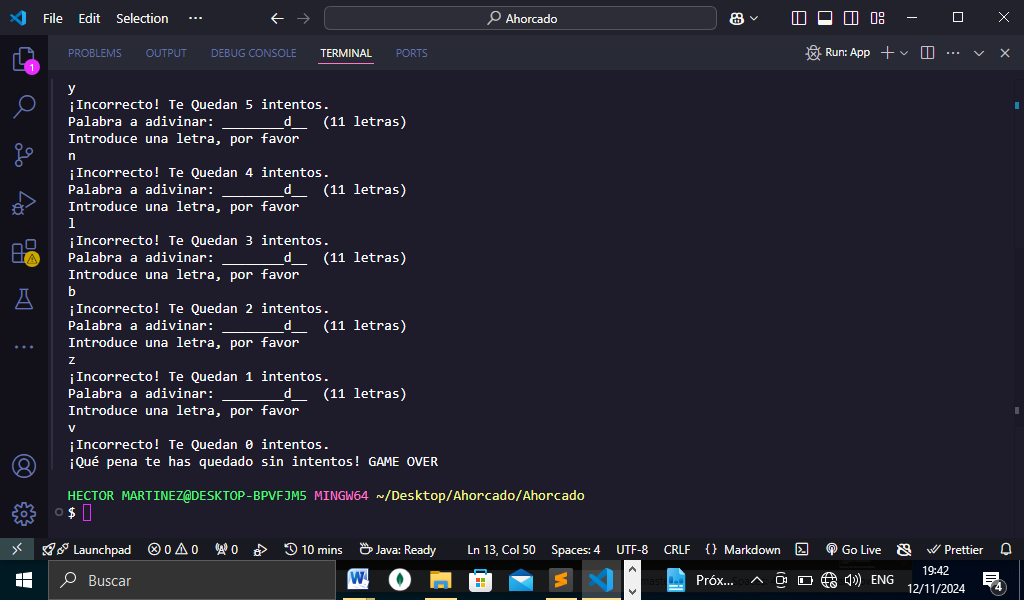 File Edit Selection ··· Ahorcado
PROBLEMS OUTPUT DEBUG CONSOLE TERMINAL PORTS Run: App
1
y
¡Incorrecto! Te Quedan 5 intentos.
Palabra a adivinar: ________d__ (11 letras)
Introduce una letra, por favor
n
¡Incorrecto! Te Quedan 4 intentos.
Palabra a adivinar: ________d__ (11 letras)
Introduce una letra, por favor
l
¡Incorrecto! Te Quedan 3 intentos.
Palabra a adivinar: ________d__ (11 letras)
Introduce una letra, por favor
b
¡Incorrecto! Te Quedan 2 intentos.
Palabra a adivinar: ________d__ (11 letras)
Introduce una letra, por favor
z
¡Incorrecto! Te Quedan 1 intentos.
Palabra a adivinar: ________d__ (11 letras)
Introduce una letra, por favor
v
¡Incorrecto! Te Quedan 0 intentos.
¡Qué pena te has quedado sin intentos! GAME OVER
HECTOR MARTINEZ@DESKTOP-BPVFJM5 MINGW64 ~/Desktop/Ahorcado/Ahorcado
$
Launchpad 0 0 0 10 mins Java: Ready Ln 13, Col 50 Spaces: 4 UTF-8 CRLF {} Markdown Go Live Prettier
Buscar Próx... ENG 19:42
12/11/2024 4